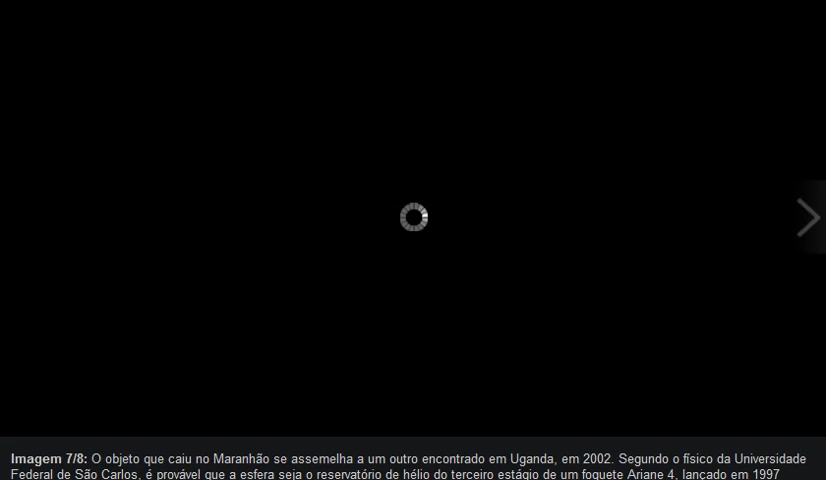 Imagem 7/8: O objeto que caiu no Maranhão se assemelha a um outro encontrado em Uganda, em 2002. Segundo o físico da Universidade
Federal de São Carlos, é provável que a esfera seja o reservatório de hélio do terceiro estágio de um foguete Ariane 4, lançado em 1997